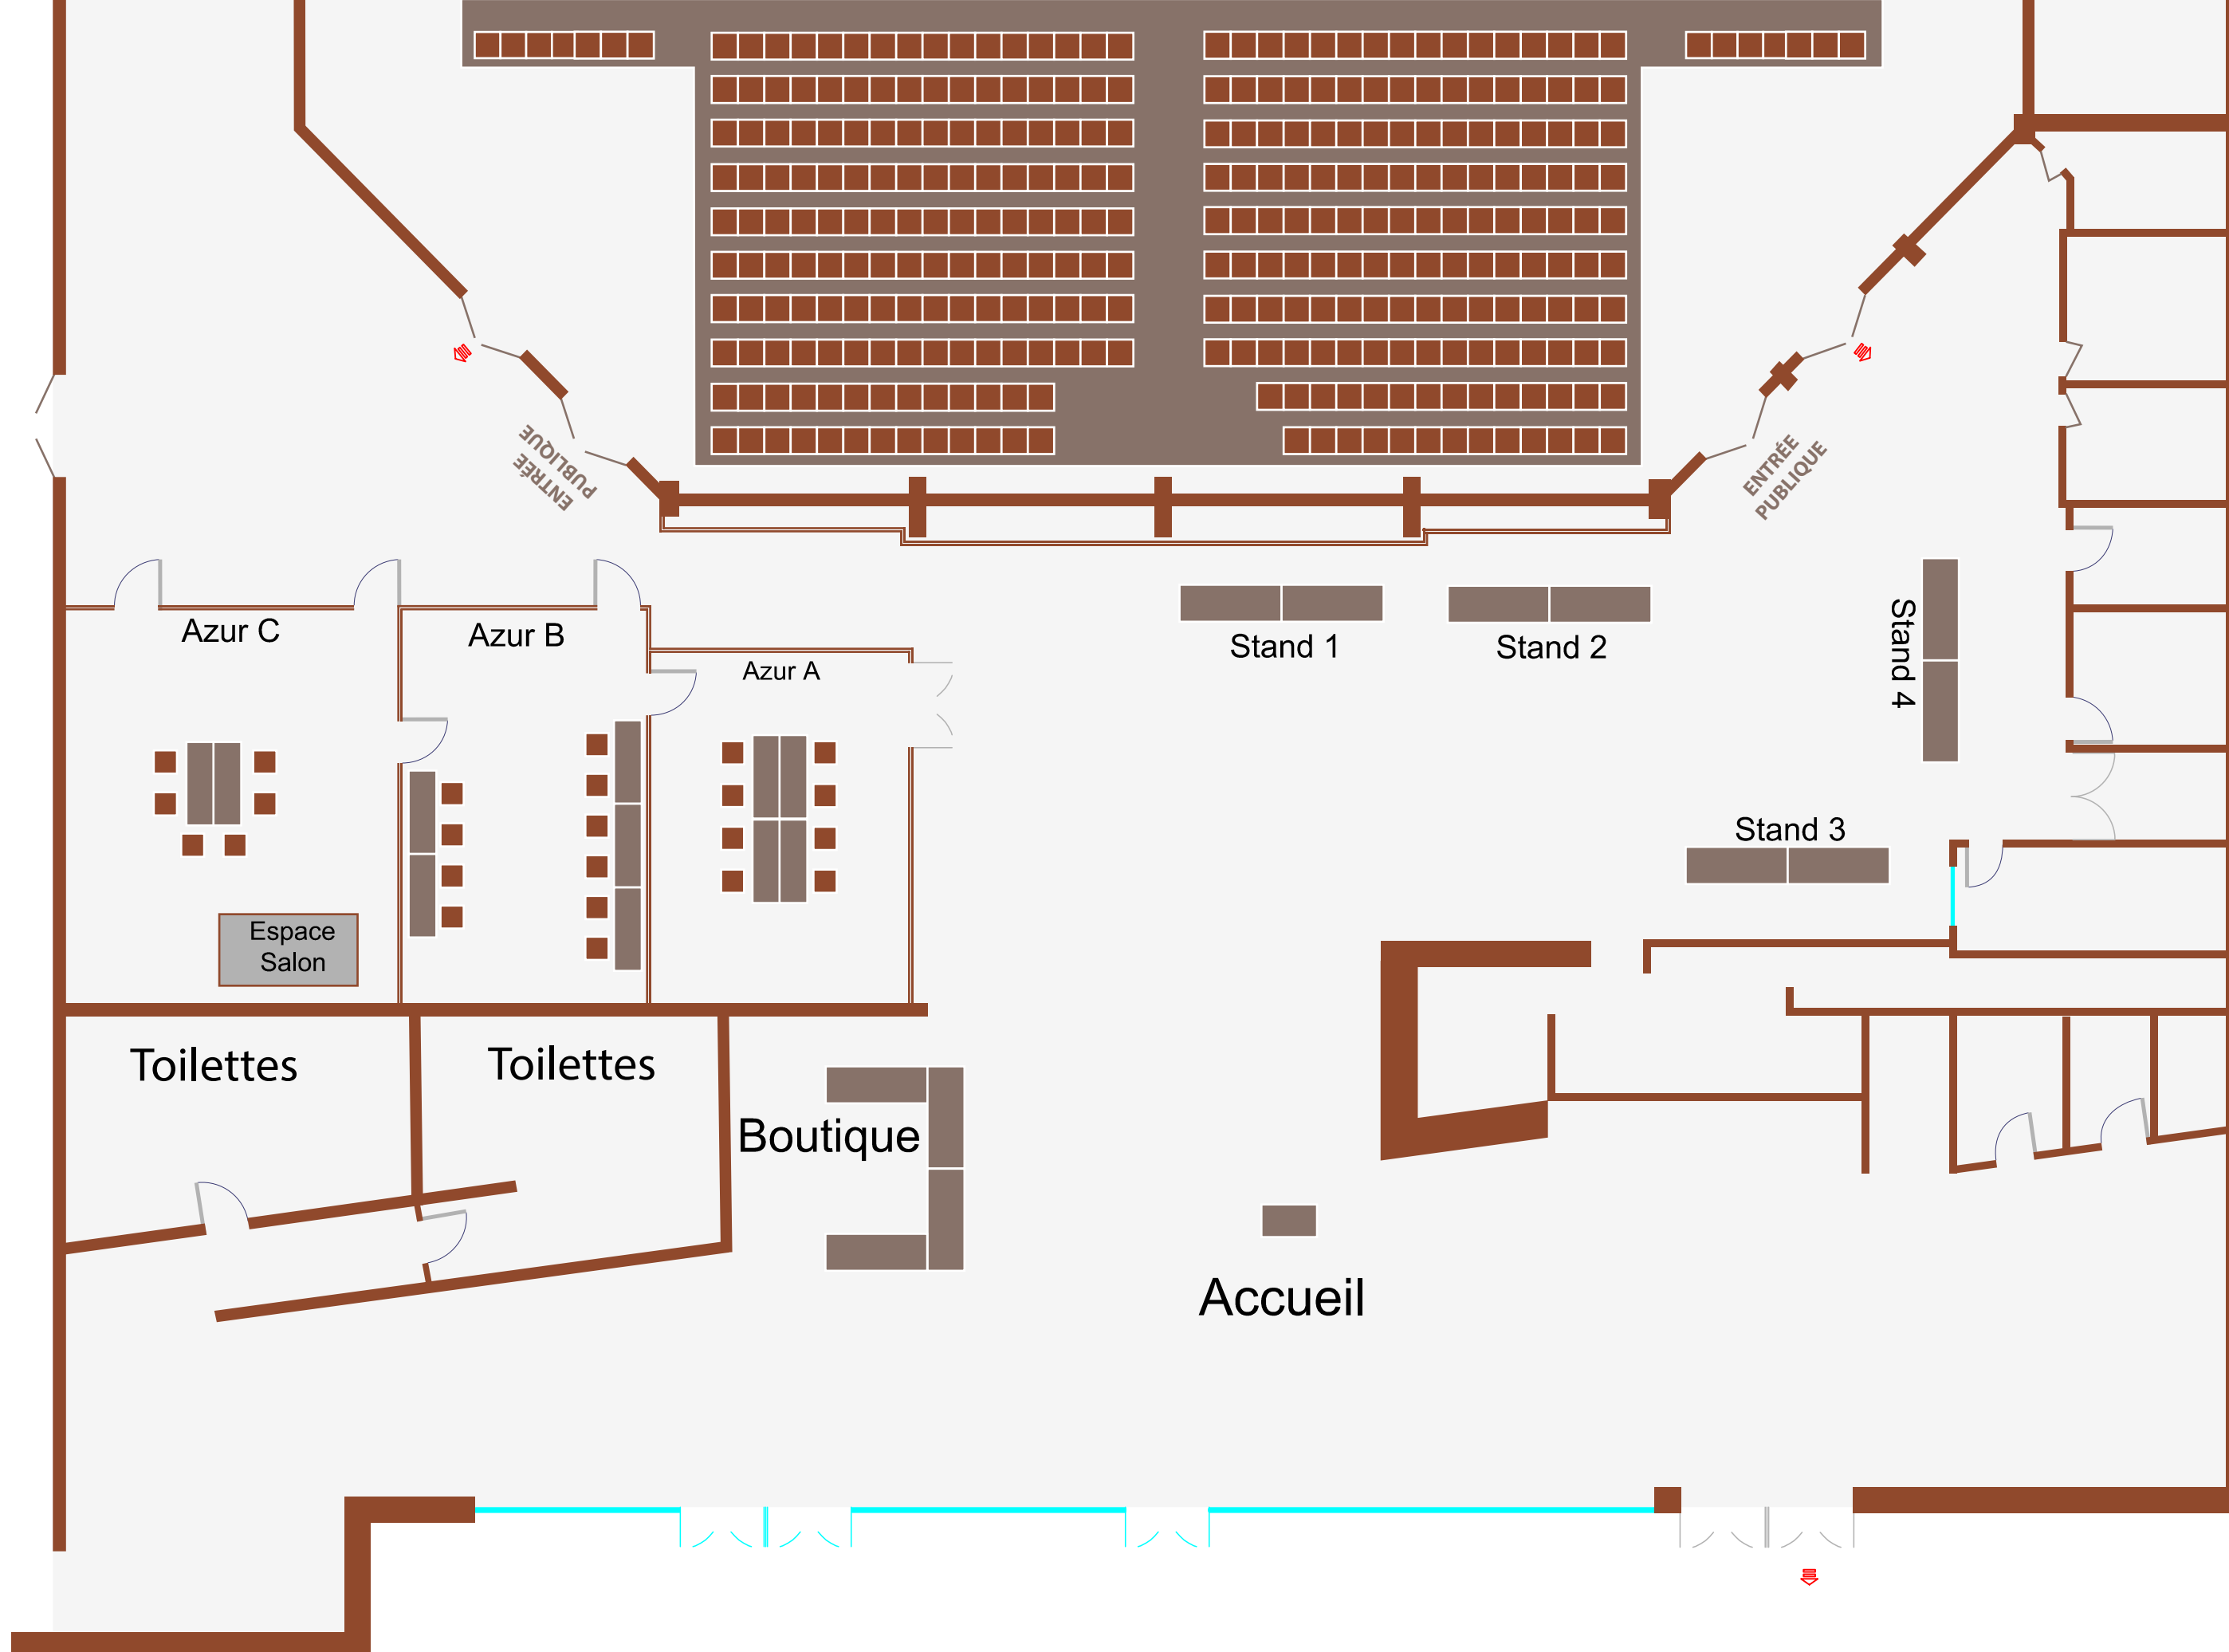 ENTRÉE
PUBLIQUE
ENTRÉE
PUBLIQUE
Azur C
Azur B
Azur A
Stand 1
Stand 2
Stand 4
Stand 3
Espace
Salon
Toilettes
Toilettes
Boutique
Accueil